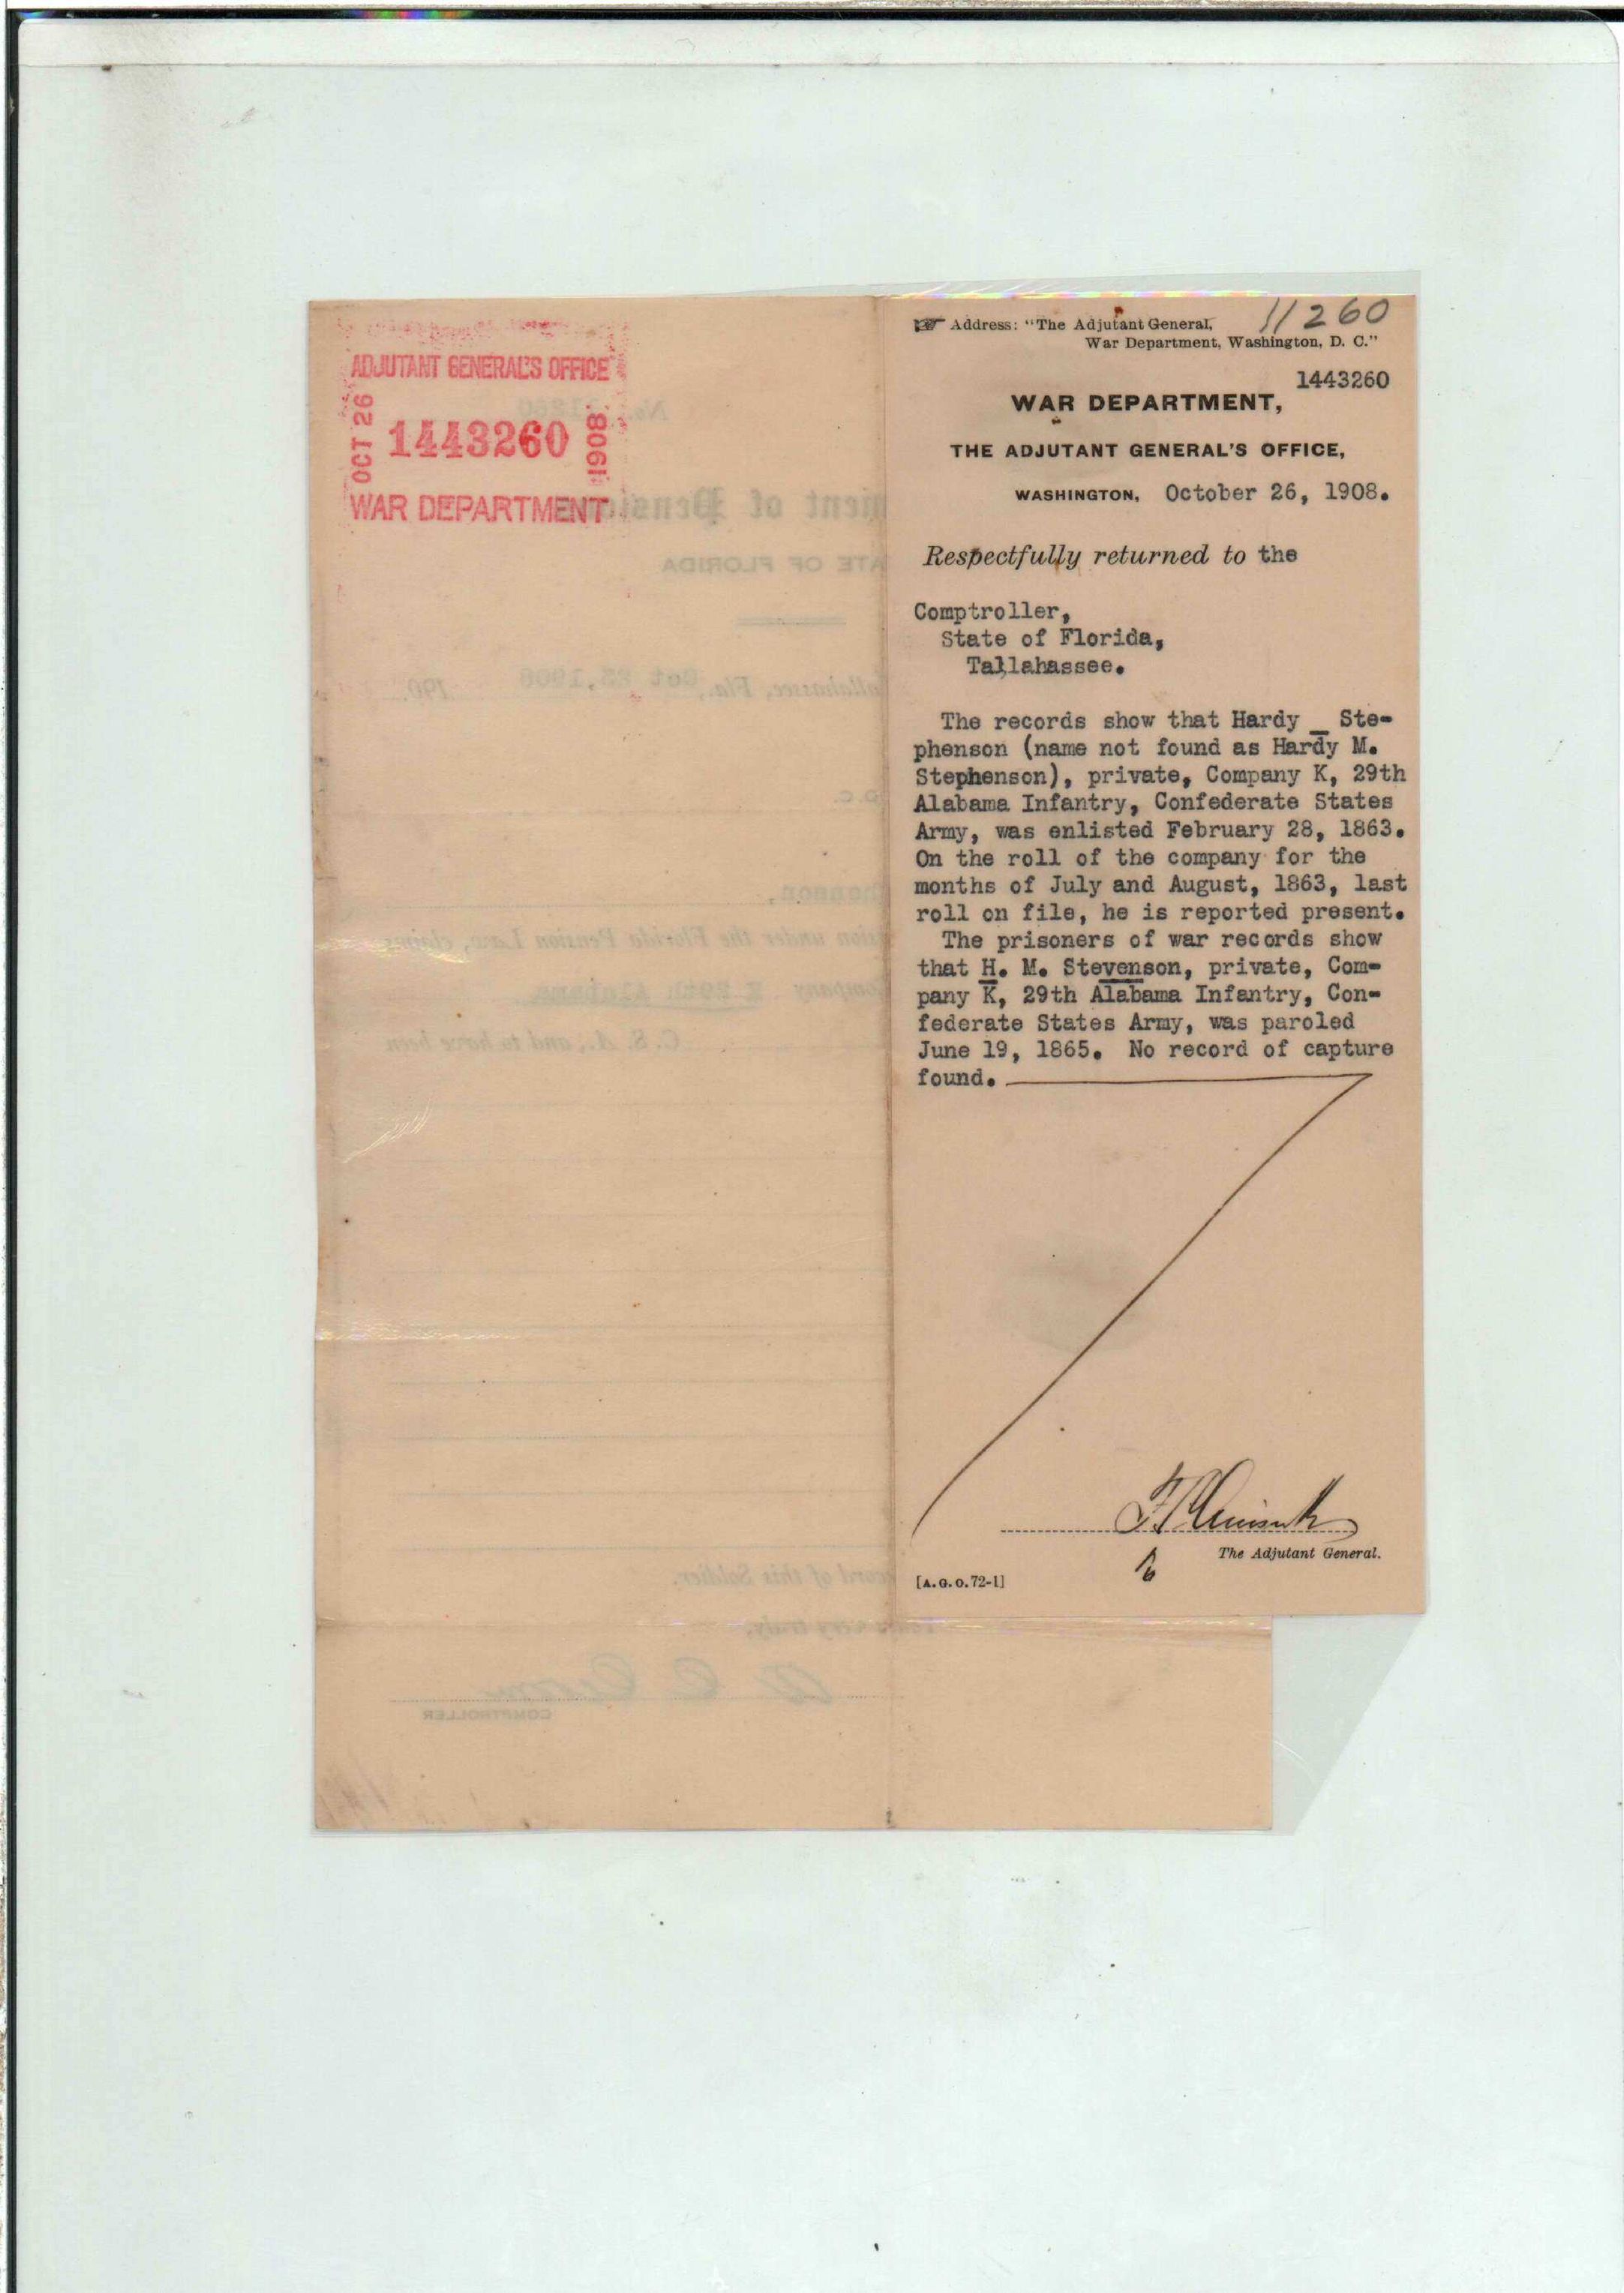 ADJUTANT GENERAL'S OFFICE
OCT 26
1443260
1908
WAR DEPARTMENT
11260
Address: "The Adjutant General,
War Department, Washington, D. C."
1443260
WAR DEPARTMENT,
THE ADJUTANT GENERAL'S OFFICE,
WASHINGTON, October 26, 1908.
Respectfully returned to the
Comptroller,
State of Florida,
Tallahassee.
The records show that Hardy _ Ste-
phenson (name not found as Hardy M.
Stephenson), private, Company K, 29th
Alabama Infantry, Confederate States
Army, was enlisted February 28, 1863.
On the roll of the company for the
months of July and August, 1863, last
roll on file, he is reported present.
The prisoners of war records show
that H. M. Stevenson, private, Com-
pany K, 29th Alabama Infantry, Con-
federate States Army, was paroled
June 19, 1865. No record of capture
found.
The Adjutant General.
[A. G. O. 72-1]